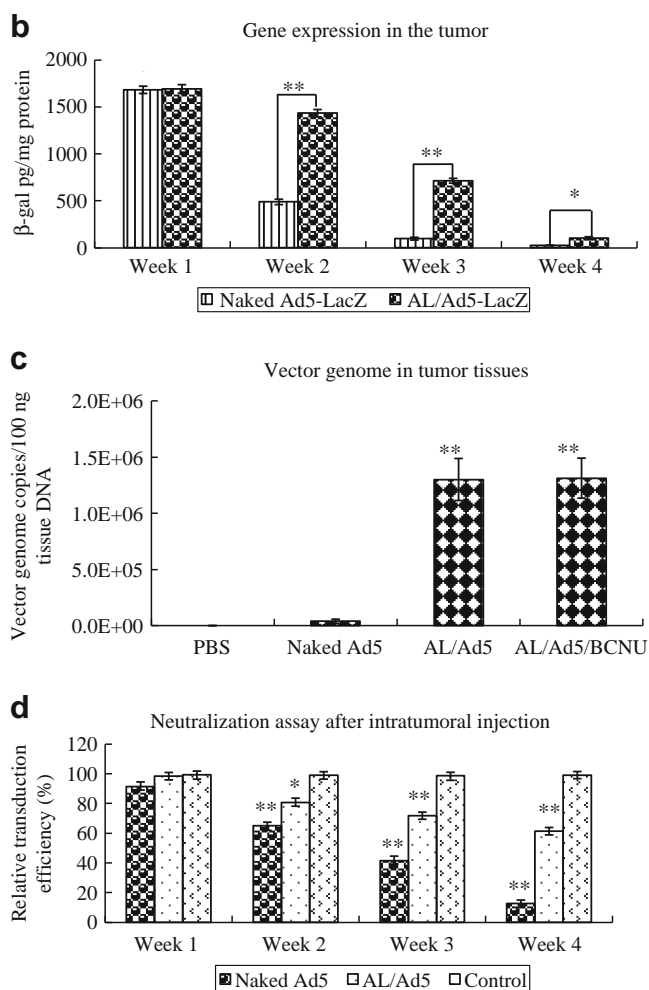 b
Gene expression in the tumor
β-gal pg/mg protein
2000
1500
1000
500
0
**
**
*
Week 1 Week 2 Week 3 Week 4
Naked Ad5-LacZ AL/Ad5-LacZ
c
Vector genome in tumor tissues
Vector genome copies/100 ng
tissue DNA
2.0E+06
1.5E+06
1.0E+06
5.0E+05
0.0E+00
** **
PBS Naked Ad5 AL/Ad5 AL/Ad5/BCNU
d
Neutralization assay after intratumoral injection
Relative transduction
efficiency (%)
120
100
80
60
40
20
0
** * ** ** ** **
Week 1 Week 2 Week 3 Week 4
Naked Ad5 AL/Ad5 Control